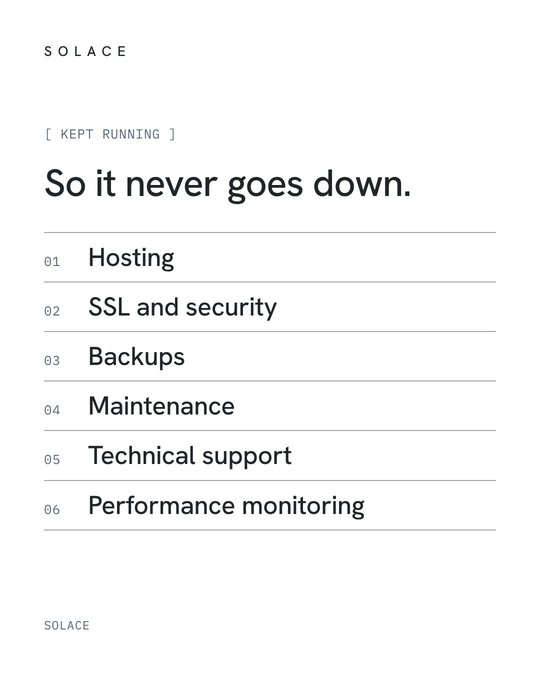 SOLACE
[ KEPT RUNNING ]
So it never goes down.
01 Hosting
02 SSL and security
03 Backups
04 Maintenance
05 Technical support
06 Performance monitoring
SOLACE